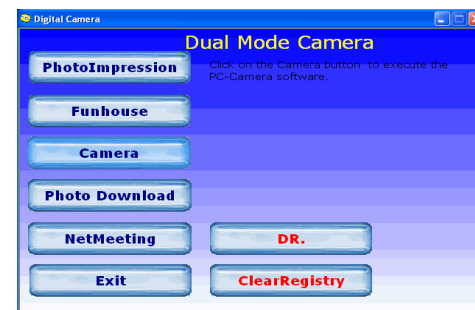 Digital Camera
Dual Mode Camera
PhotoImpression
Click on the Camera button to execute the
PC-Camera software.
Funhouse
Camera
Photo Download
NetMeeting
DR.
Exit
ClearRegistry